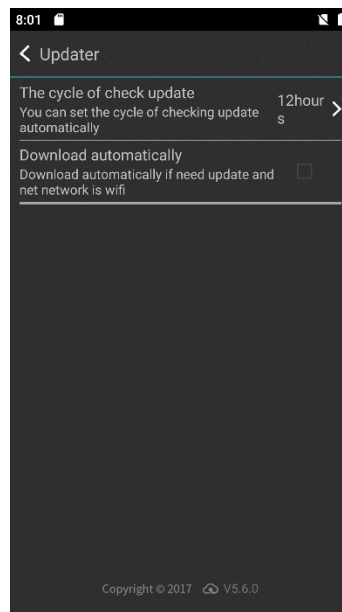 8:01
Updater
The cycle of check update
You can set the cycle of checking update
automatically
12hour
s
Download automatically
Download automatically if need update and
net network is wifi
Copyright © 2017 V5.6.0